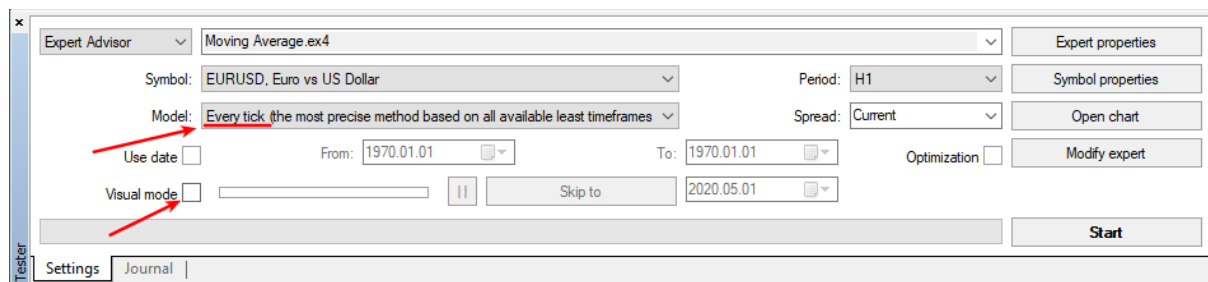 Expert Advisor Moving Average.ex4 Expert properties
Symbol: EURUSD, Euro vs US Dollar Period: H1 Symbol properties
Model: Every tick (the most precise method based on all available least timeframes Spread: Current Open chart
Use date From: 1970.01.01 To: 1970.01.01 Optimization Modify expert
Visual mode Skip to 2020.05.01
Start
Tester
Settings Journal